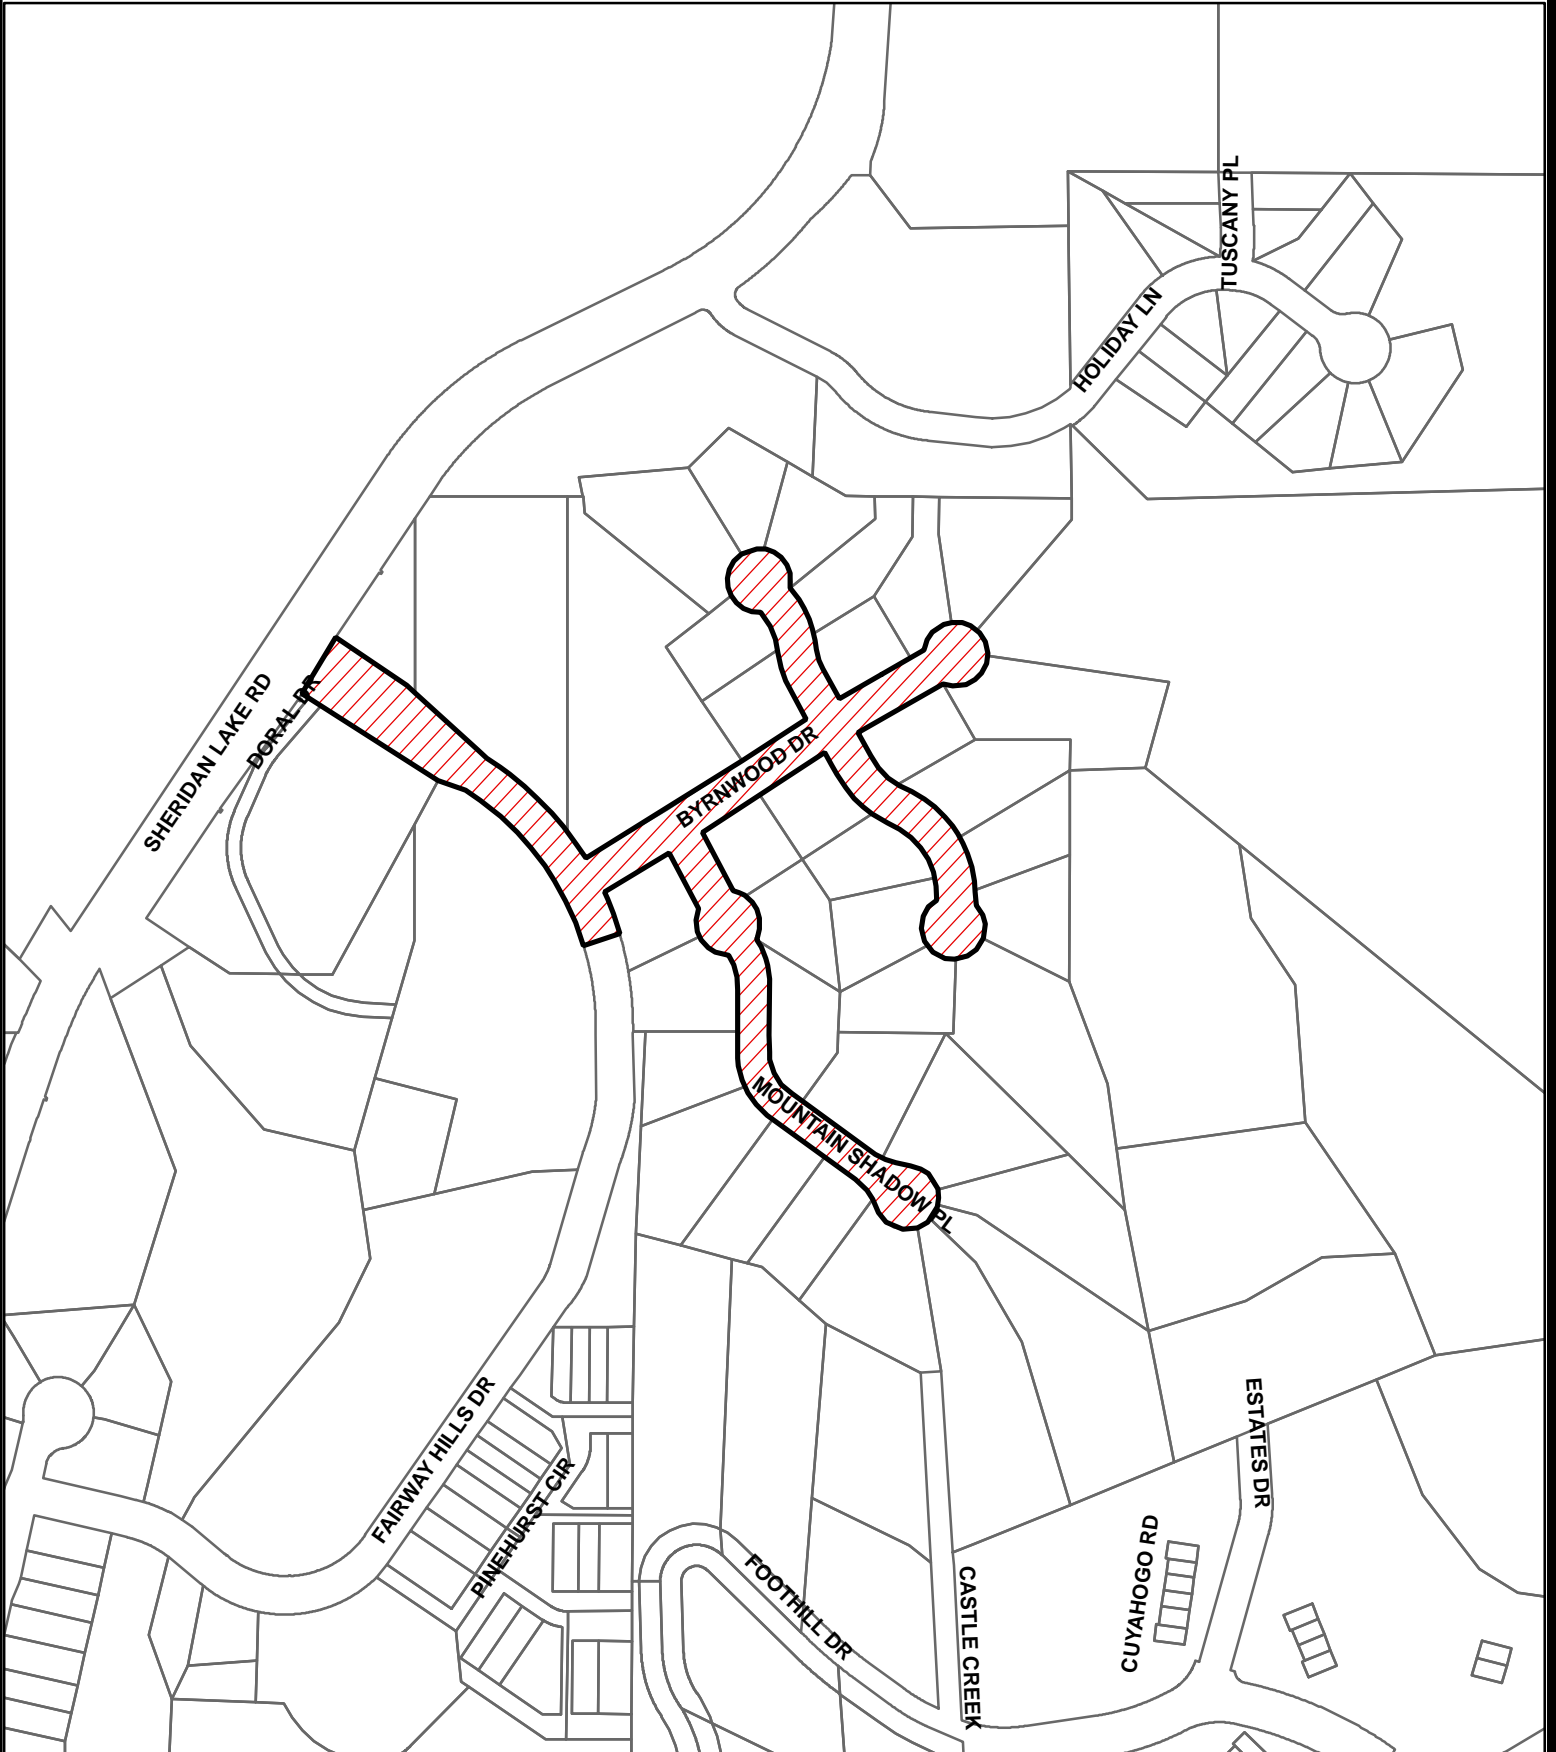 TUSCANY PL
HOLIDAY LN
SHERIDAN LAKE RD
DORAL DR
BYRNWOOD DR
MOUNTAIN SHADOW PL
FAIRWAY HILLS DR
PINEHURST CIR
ESTATES DR
CUYAHOGO RD
FOOTHILL DR
CASTLE CREEK